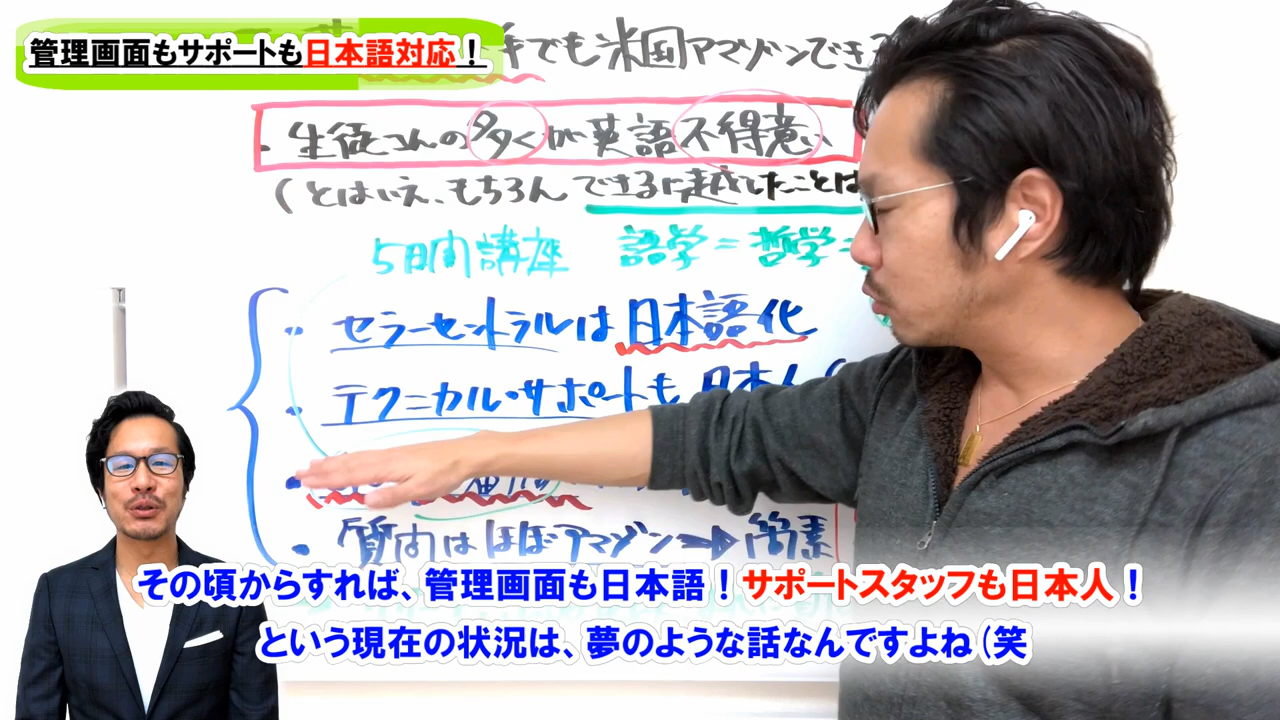 管理画面もサポートも日本語対応！
手でも米国アマゾンできる
・生徒さんの多くが英語不得意
(とはいえ、もちろんできるに越したことは
5日間講座 語学＝哲学＝
・セラーセントラルは日本語化
・テクニカル・サポートも日本人(
・質問はほぼアマゾン→簡素
その頃からすれば、管理画面も日本語！サポートスタッフも日本人！
という現在の状況は、夢のような話なんですよね(笑